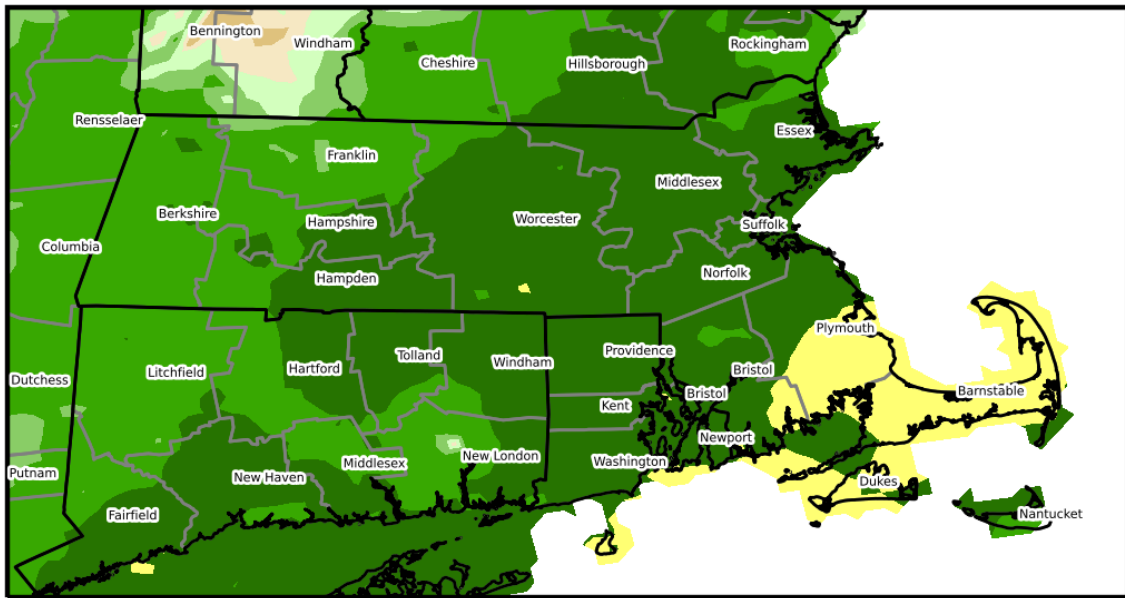 Bennington
Windham
Cheshire
Hillsborough
Rockingham
Rensselaer
Essex
Franklin
Middlesex
Berkshire
Hampshire
Worcester
Suffolk
Columbia
Hampden
Norfolk
Plymouth
Dutchess
Litchfield
Hartford
Tolland
Windham
Providence
Bristol
Barnstable
Kent
Bristol
Newport
Putnam
New Haven
Middlesex
New London
Washington
Dukes
Fairfield
Nantucket